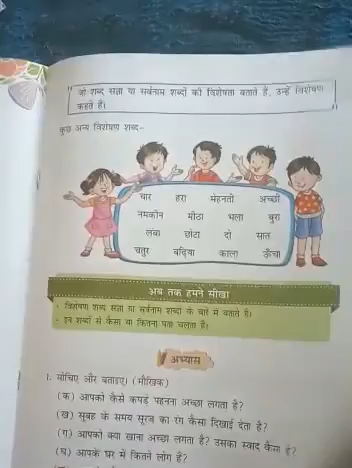 जो शब्द संज्ञा या सर्वनाम शब्दों की विशेषता बताते हैं, उन्हें विशेषण
कहते हैं।
कुछ अन्य विशेषण शब्द–
चार हरा मेहनती अच्छी
नमकीन मीठा भला बुरा
लंबा छोटा दो सात
चतुर बढ़िया काला ऊँचा
अब तक हमने सीखा
- विशेषण शब्द संज्ञा या सर्वनाम शब्दों के बारे में बताते हैं।
- इन शब्दों से कैसा या कितना पता चलता है।
अभ्यास
1. सोचिए और बताइए। (मौखिक)
(क) आपको कैसे कपड़े पहनना अच्छा लगता है?
(ख) सुबह के समय सूरज का रंग कैसा दिखाई देता है?
(ग) आपको क्या खाना अच्छा लगता है? उसका स्वाद कैसा है?
(घ) आपके घर में कितने लोग हैं?